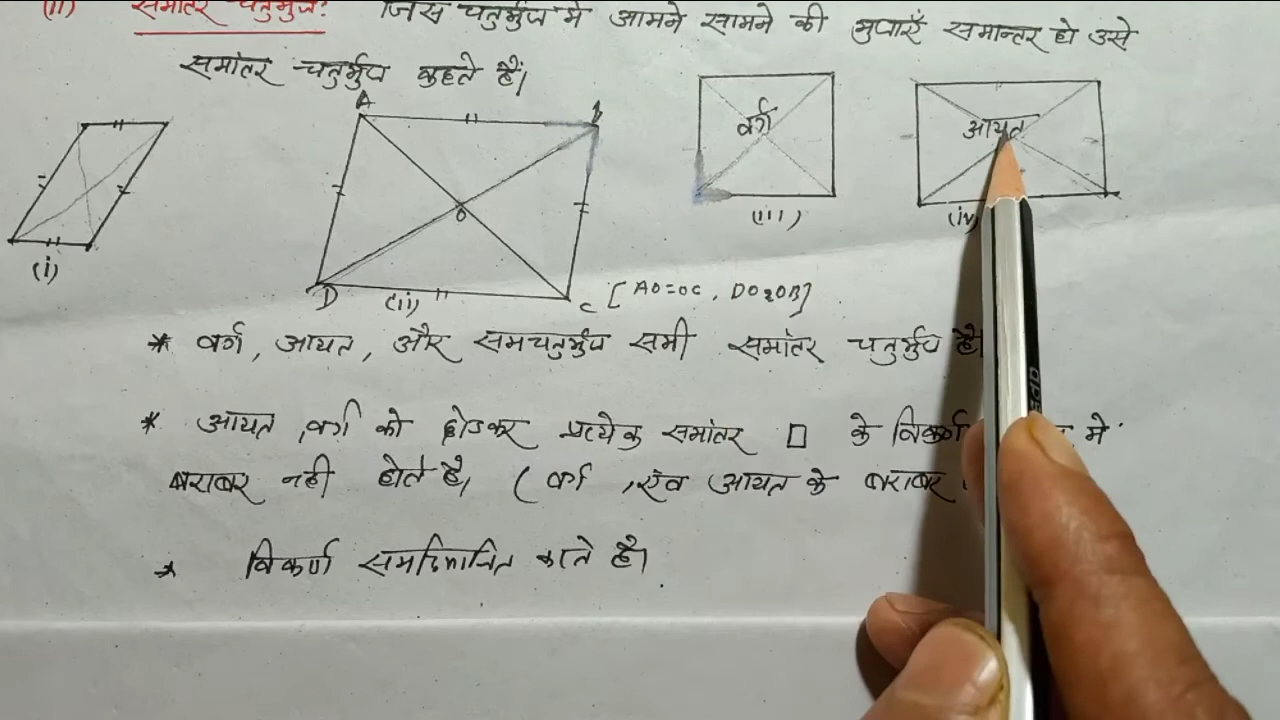 (ii) समांतर चतुर्भुज: जिस चतुर्भुज मे आमने सामने की भुजाएँ समान्तर हो उसे
समांतर चतुर्भुज कहते हैं।
A
वर्ग
आयत
O
(i)
D
(ii)
C
(iii)
(iv)
[AO=OC, DO=OB]
* वर्ग, आयत, और समचतुर्भुज सभी समांतर चतुर्भुज है।
* आयत, वर्ग को छोडकर प्रत्येक समांतर □ के विकर्ण में
बराबर नही होते है। ( वर्ग, एंव आयत के बराबर
* विकर्ण समद्विभाजित करते है।